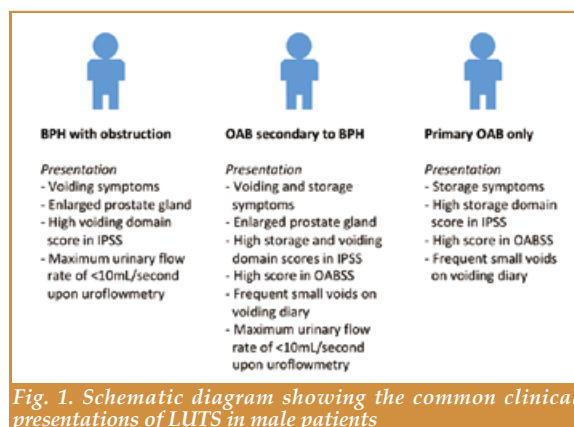 BPH with obstruction
Presentation
- Voiding symptoms
- Enlarged prostate gland
- High voiding domain
score in IPSS
- Maximum urinary flow
rate of <10mL/second
upon uroflowmetry
OAB secondary to BPH
Presentation
- Voiding and storage
symptoms
- Enlarged prostate gland
- High storage and voiding
domain scores in IPSS
- High score in OABSS
- Frequent small voids on
voiding diary
- Maximum urinary flow
rate of <10mL/second
upon uroflowmetry
Primary OAB only
Presentation
- Storage symptoms
- High storage domain
score in IPSS
- High score in OABSS
- Frequent small voids
on voiding diary
Fig. 1. Schematic diagram showing the common clinical
presentations of LUTS in male patients